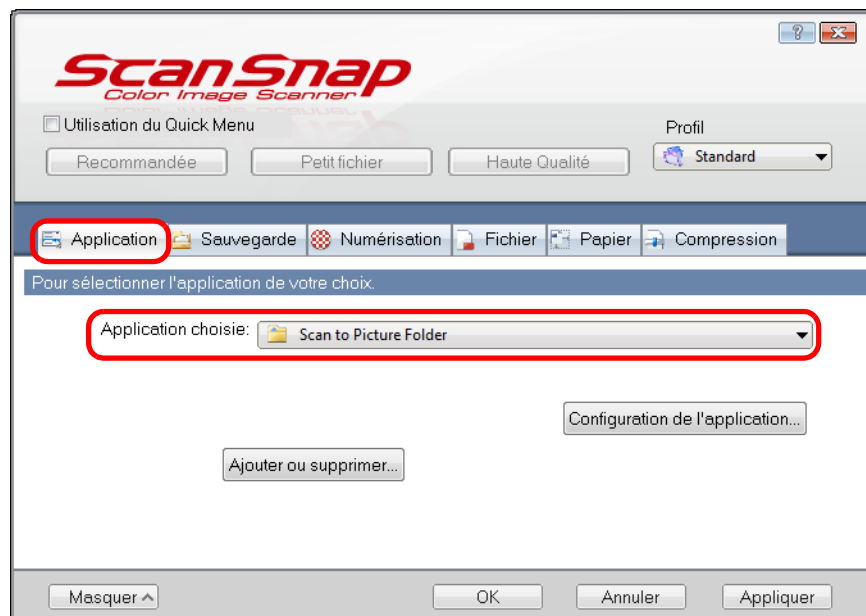 ?
ScanSnap
Color Image Scanner
Utilisation du Quick Menu
Profil
Recommandée Petit fichier Haute Qualité Standard
Application Sauvegarde Numérisation Fichier Papier Compression
Pour sélectionner l'application de votre choix.
Application choisie: Scan to Picture Folder
Configuration de l'application...
Ajouter ou supprimer...
Masquer OK Annuler Appliquer